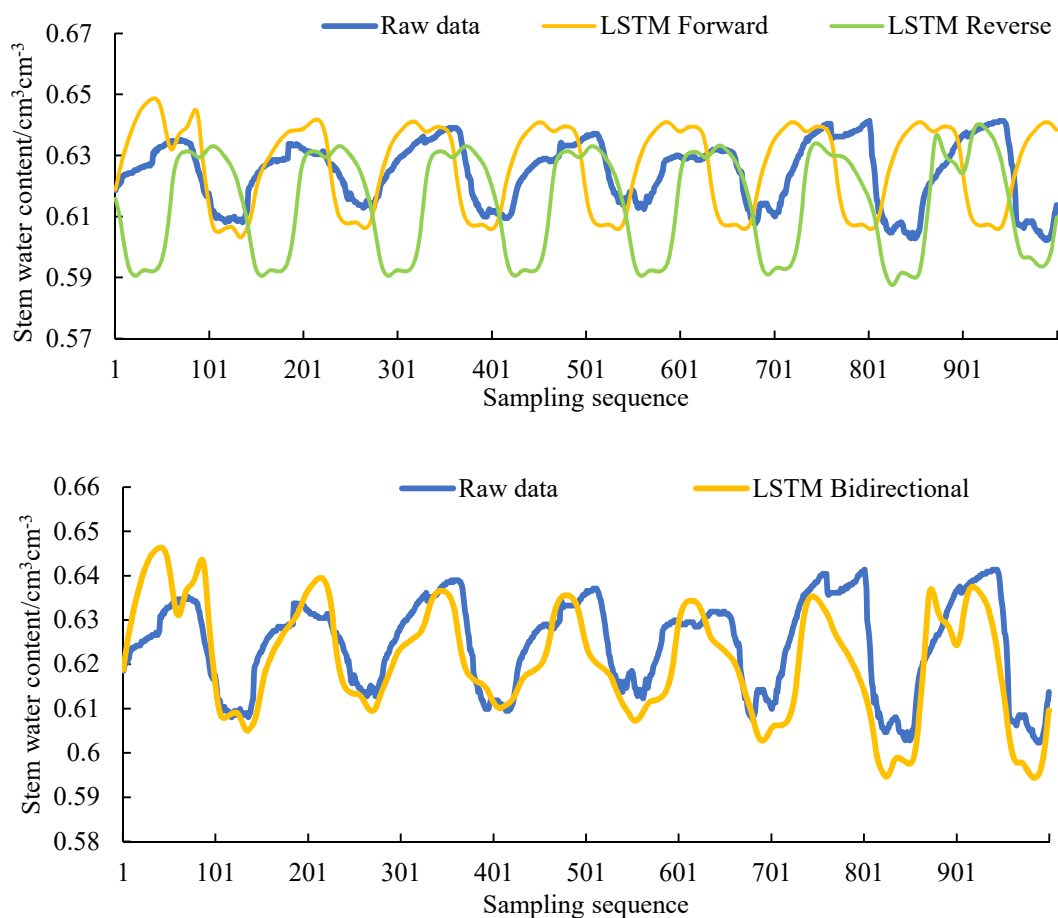 Raw data LSTM Forward LSTM Reverse
Stem water content/cm³cm⁻³
0.67
0.65
0.63
0.61
0.59
0.57
1 101 201 301 401 501 601 701 801 901
Sampling sequence
Raw data LSTM Bidirectional
Stem water content/cm³cm⁻³
0.66
0.65
0.64
0.63
0.62
0.61
0.6
0.59
0.58
1 101 201 301 401 501 601 701 801 901
Sampling sequence